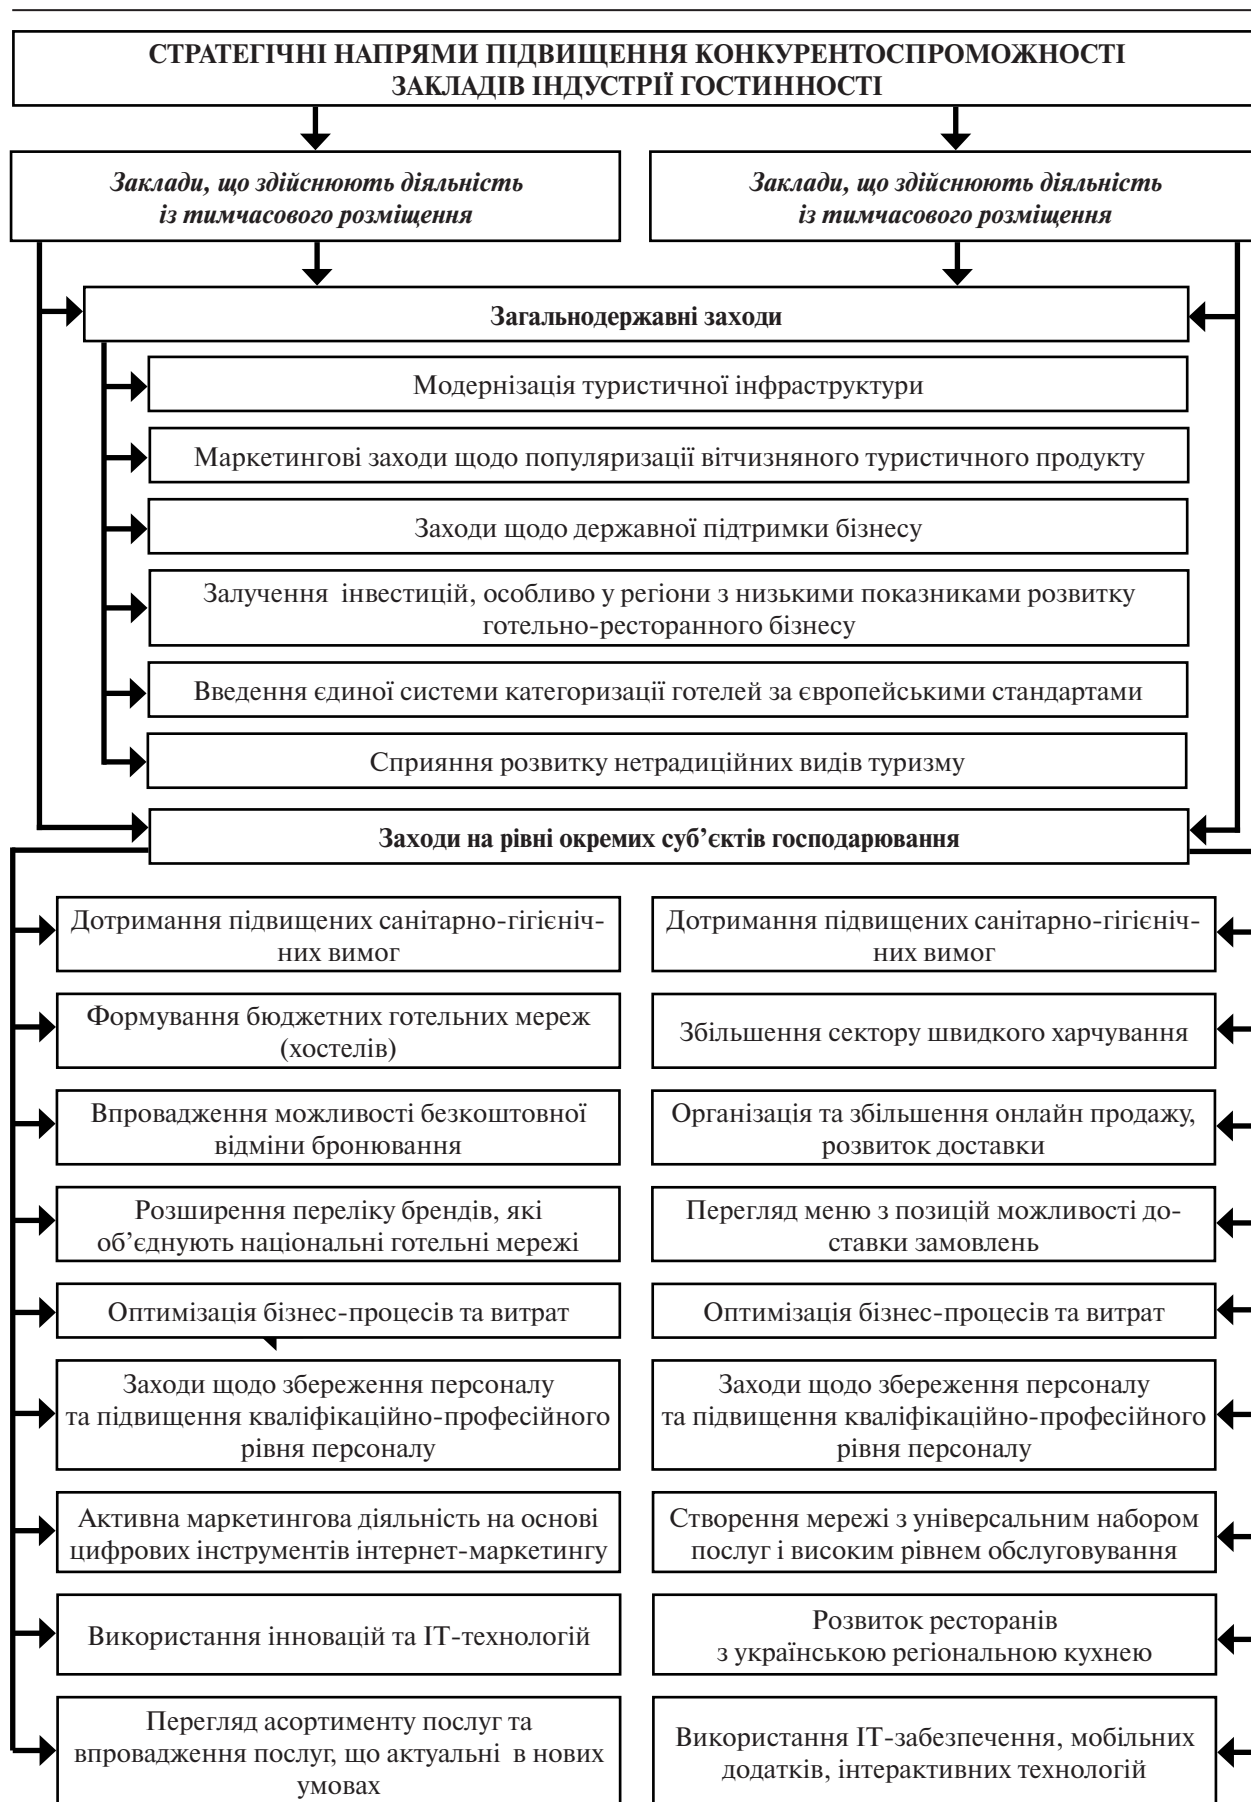 СТРАТЕГІЧНІ НАПРЯМИ ПІДВИЩЕННЯ КОНКУРЕНТОСПРОМОЖНОСТІ
ЗАКЛАДІВ ІНДУСТРІЇ ГОСТИННОСТІ
Заклади, що здійснюють діяльність
із тимчасового розміщення
Заклади, що здійснюють діяльність
із тимчасового розміщення
Загальнодержавні заходи
Модернізація туристичної інфраструктури
Маркетингові заходи щодо популяризації вітчизняного туристичного продукту
Заходи щодо державної підтримки бізнесу
Залучення інвестицій, особливо у регіони з низькими показниками розвитку
готельно-ресторанного бізнесу
Введення єдиної системи категоризації готелей за європейськими стандартами
Сприяння розвитку нетрадиційних видів туризму
Заходи на рівні окремих суб’єктів господарювання
Дотримання підвищених санітарно-гігієніч-
них вимог
Формування бюджетних готельних мереж
(хостелів)
Впровадження можливості безкоштовної
відміни бронювання
Розширення переліку брендів, які
об’єднують національні готельні мережі
Оптимізація бізнес-процесів та витрат
Заходи щодо збереження персоналу
та підвищення кваліфікаційно-професійного
рівня персоналу
Активна маркетингова діяльність на основі
цифрових інструментів інтернет-маркетингу
Використання інновацій та ІТ-технологій
Перегляд асортименту послуг та
впровадження послуг, що актуальні в нових
умовах
Дотримання підвищених санітарно-гігієніч-
них вимог
Збільшення сектору швидкого харчування
Організація та збільшення онлайн продажу,
розвиток доставки
Перегляд меню з позицій можливості до-
ставки замовлень
Оптимізація бізнес-процесів та витрат
Заходи щодо збереження персоналу
та підвищення кваліфікаційно-професійного
рівня персоналу
Створення мережі з універсальним набором
послуг і високим рівнем обслуговування
Розвиток ресторанів
з українською регіональною кухнею
Використання ІТ-забезпечення, мобільних
додатків, інтерактивних технологій